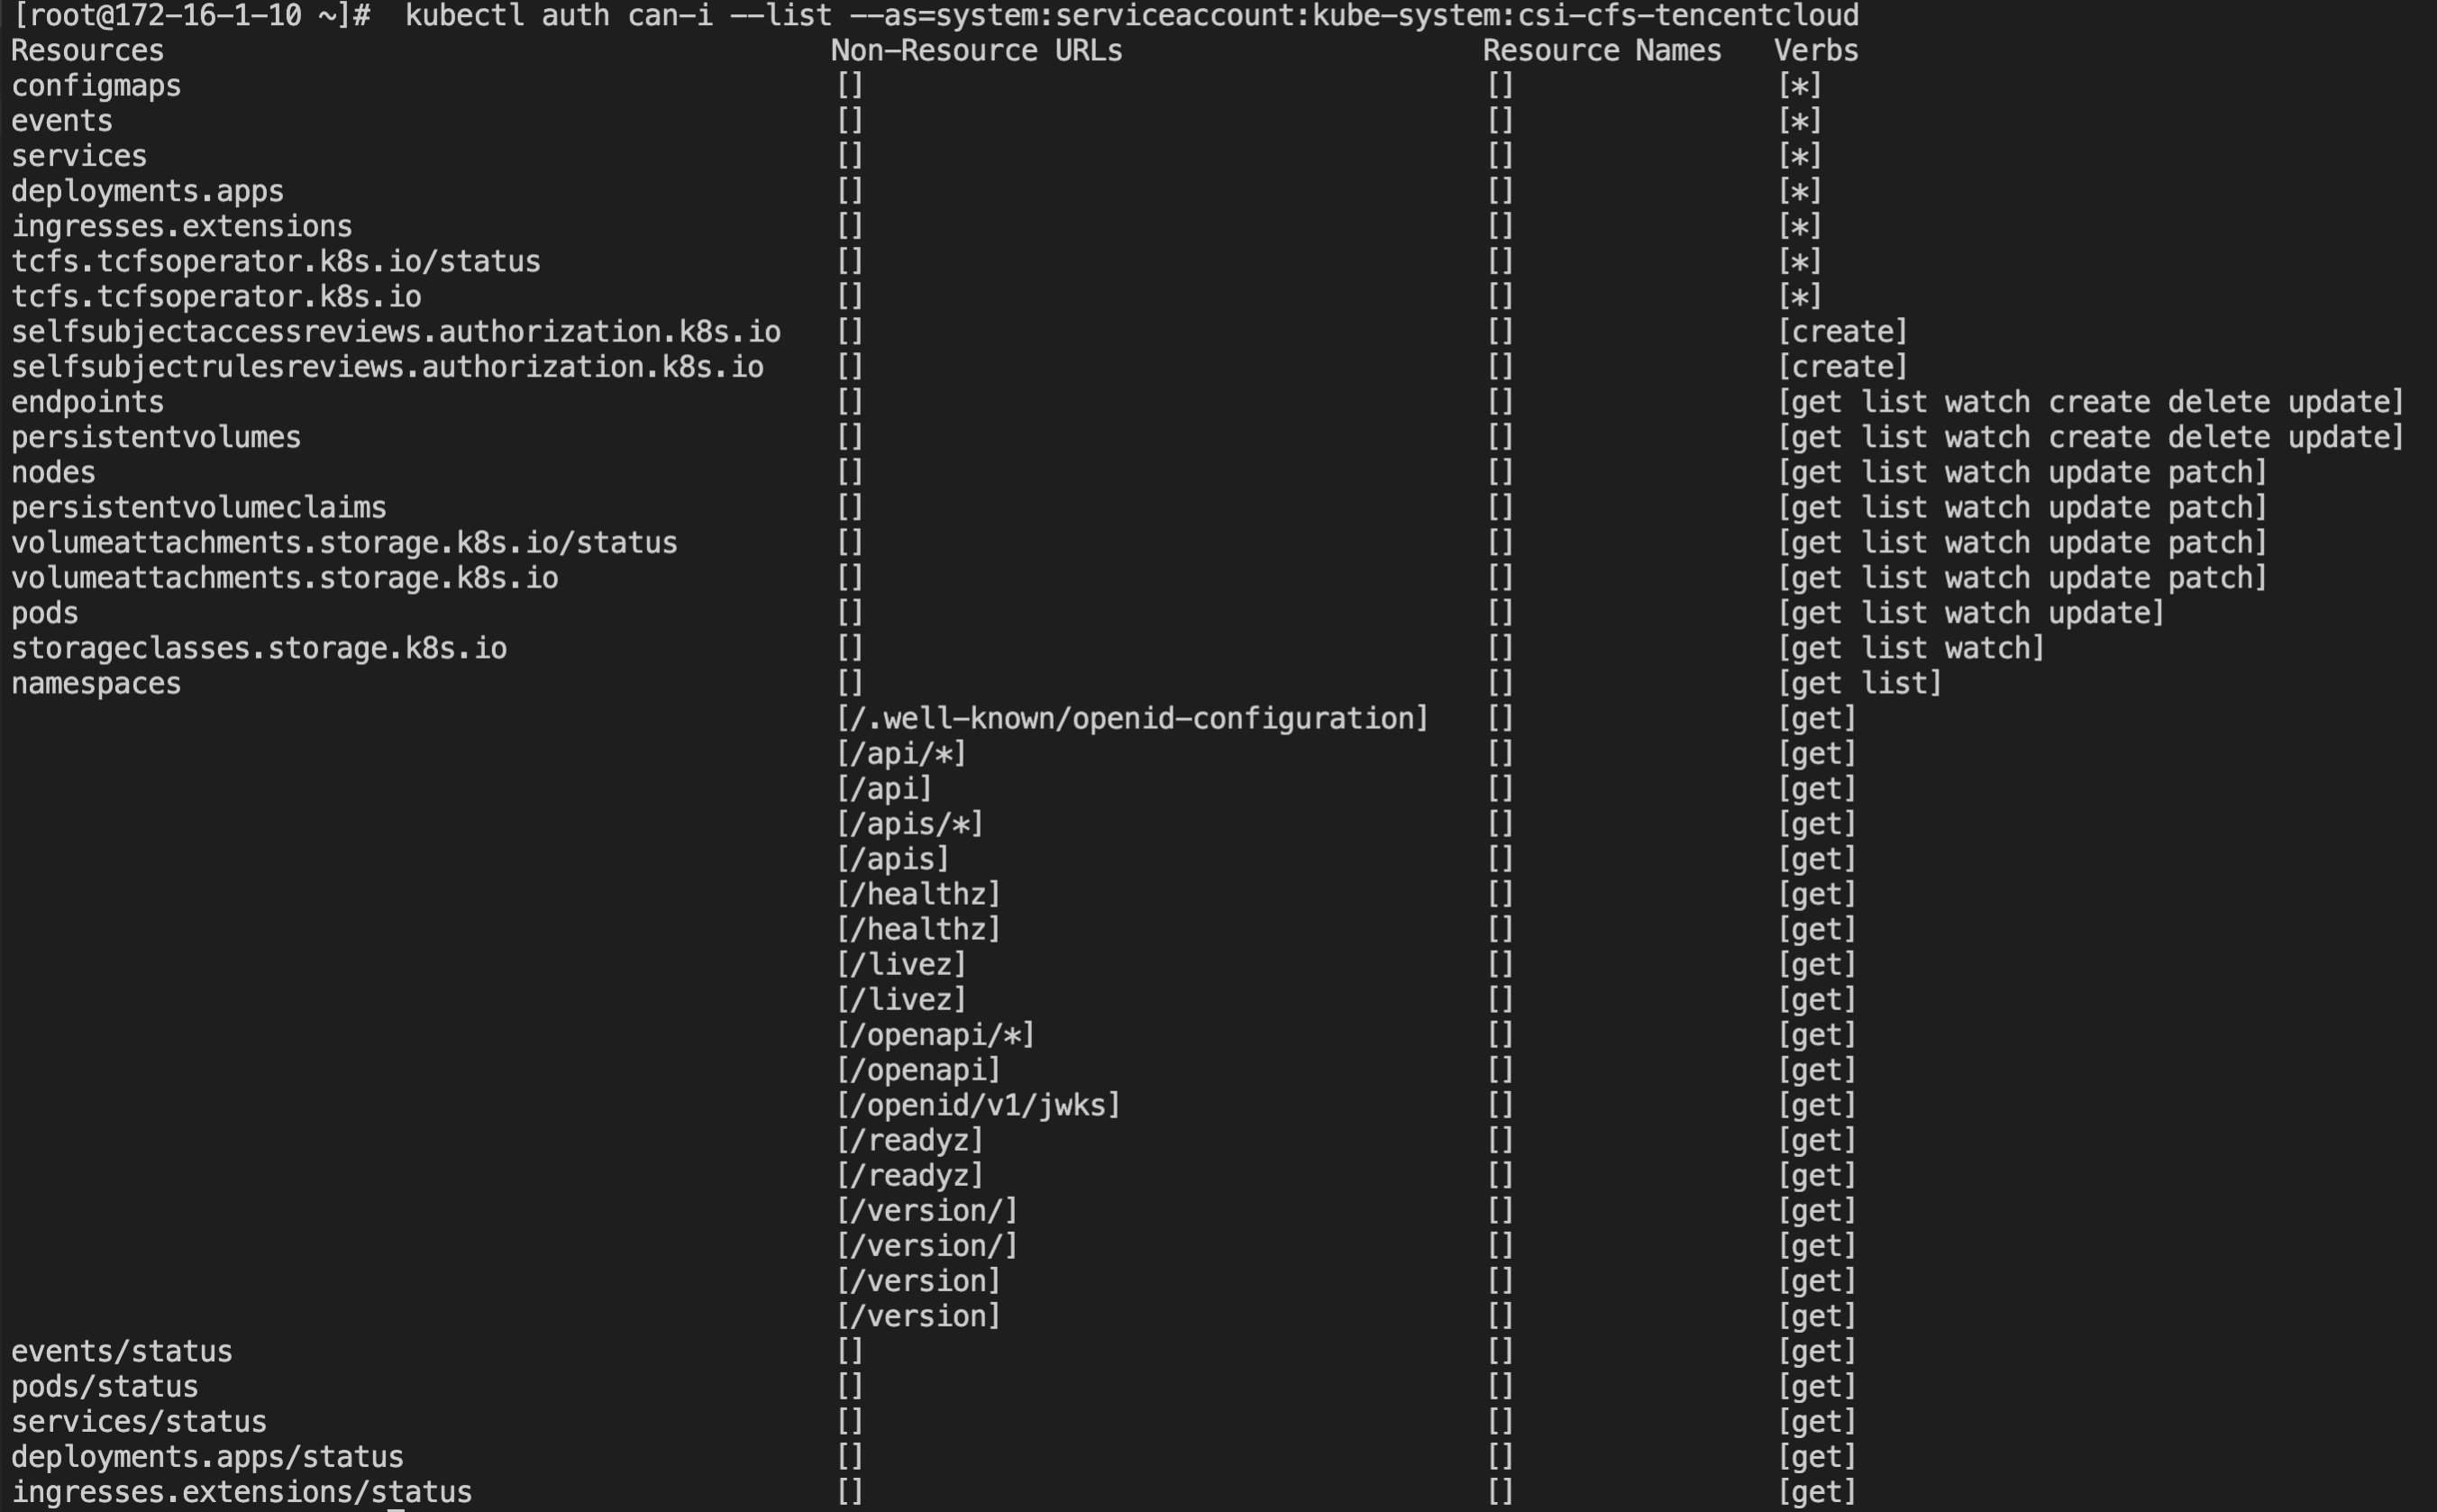 [root@172-16-1-10 ~]#  kubectl auth can-i --list --as=system:serviceaccount:kube-system:csi-cfs-tencentcloud
Resources Non-Resource URLs Resource Names Verbs
configmaps [] [] [*]
events [] [] [*]
services [] [] [*]
deployments.apps [] [] [*]
ingresses.extensions [] [] [*]
tcfs.tcfsoperator.k8s.io/status [] [] [*]
tcfs.tcfsoperator.k8s.io [] [] [*]
selfsubjectaccessreviews.authorization.k8s.io [] [] [create]
selfsubjectrulesreviews.authorization.k8s.io [] [] [create]
endpoints [] [] [get list watch create delete update]
persistentvolumes [] [] [get list watch create delete update]
nodes [] [] [get list watch update patch]
persistentvolumeclaims [] [] [get list watch update patch]
volumeattachments.storage.k8s.io/status [] [] [get list watch update patch]
volumeattachments.storage.k8s.io [] [] [get list watch update patch]
pods [] [] [get list watch update]
storageclasses.storage.k8s.io [] [] [get list watch]
namespaces [] [] [get list]
[/.well-known/openid-configuration] [] [get]
[/api/*] [] [get]
[/api] [] [get]
[/apis/*] [] [get]
[/apis] [] [get]
[/healthz] [] [get]
[/healthz] [] [get]
[/livez] [] [get]
[/livez] [] [get]
[/openapi/*] [] [get]
[/openapi] [] [get]
[/openid/v1/jwks] [] [get]
[/readyz] [] [get]
[/readyz] [] [get]
[/version/] [] [get]
[/version/] [] [get]
[/version] [] [get]
[/version] [] [get]
events/status [] [] [get]
pods/status [] [] [get]
services/status [] [] [get]
deployments.apps/status [] [] [get]
ingresses.extensions/status [] [] [get]